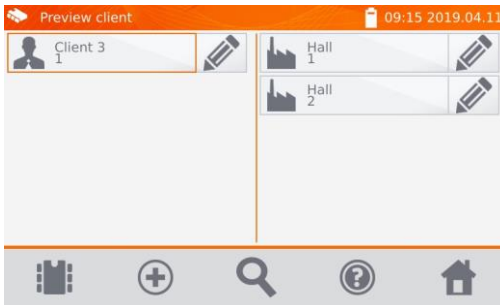 Preview client
09:15 2019.04.11
Client 3
1
Hall
1
Hall
2